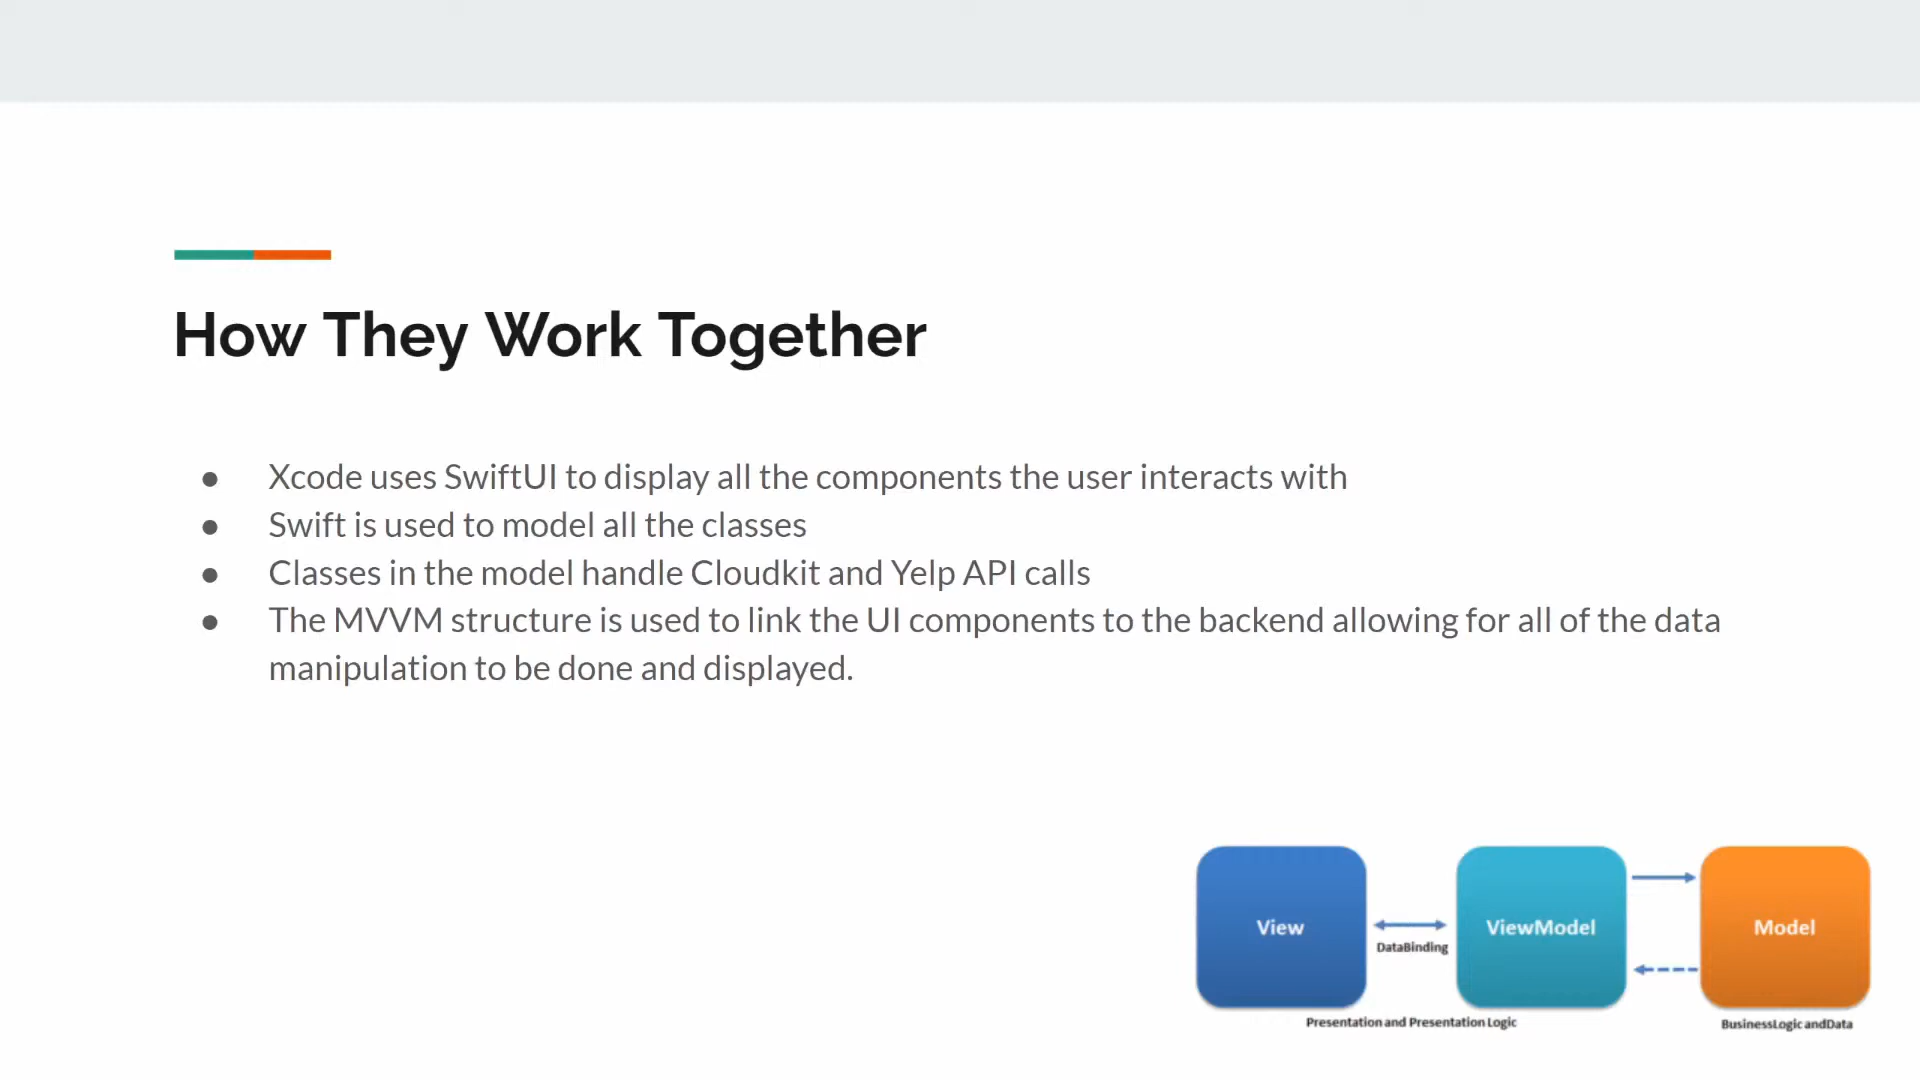 How They Work Together
● Xcode uses SwiftUI to display all the components the user interacts with
● Swift is used to model all the classes
● Classes in the model handle Cloudkit and Yelp API calls
● The MVVM structure is used to link the UI components to the backend allowing for all of the data
manipulation to be done and displayed.
View
DataBinding
ViewModel
Model
Presentation and Presentation Logic
BusinessLogic andData